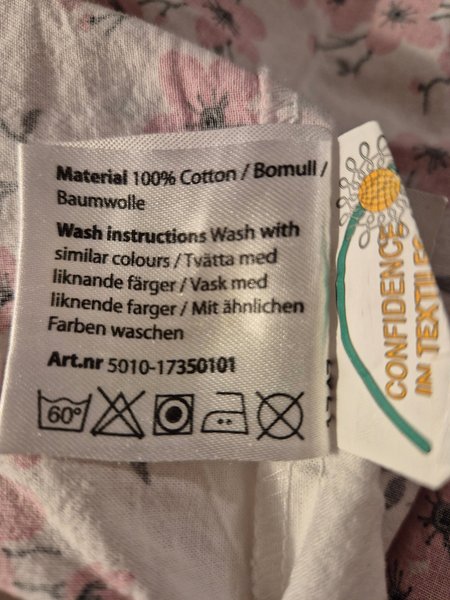 Material 100% Cotton / Bomull /
Baumwolle
Wash instructions Wash with
similar colours / Tvätta med
liknande färger / Vask med
liknende farger / Mit ähnlichen
Farben waschen
Art.nr 5010-17350101
60°
CONFIDENCE
IN TEXTILES